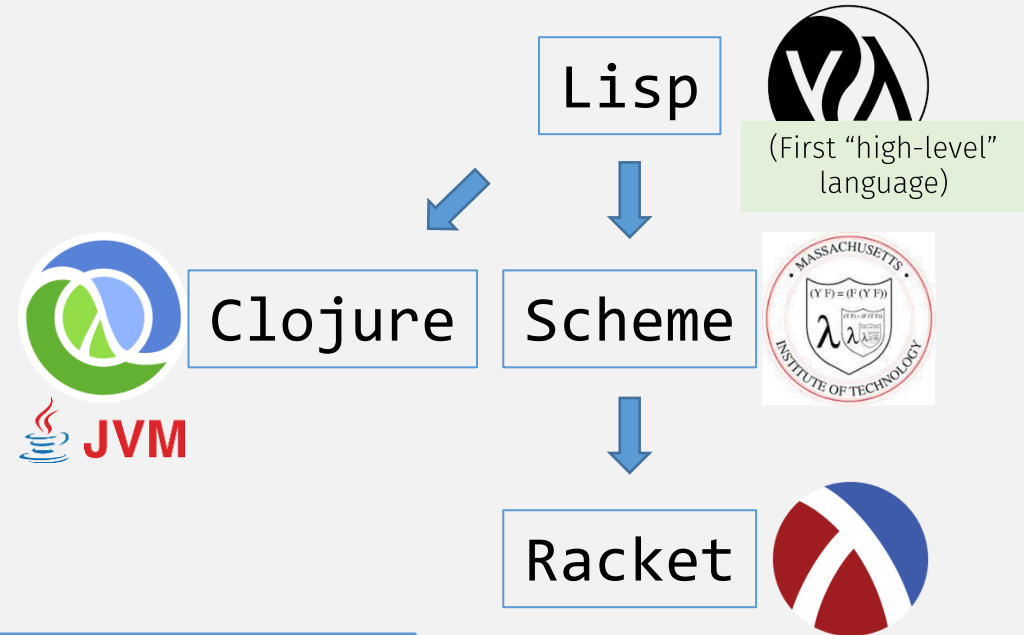 Lisp
(First “high-level”
language)
Clojure
Scheme
• MASSACHUSETTS •
(Y F) = (F (Y F))
λ
INSTITUTE OF TECHNOLOGY
JVM
Racket